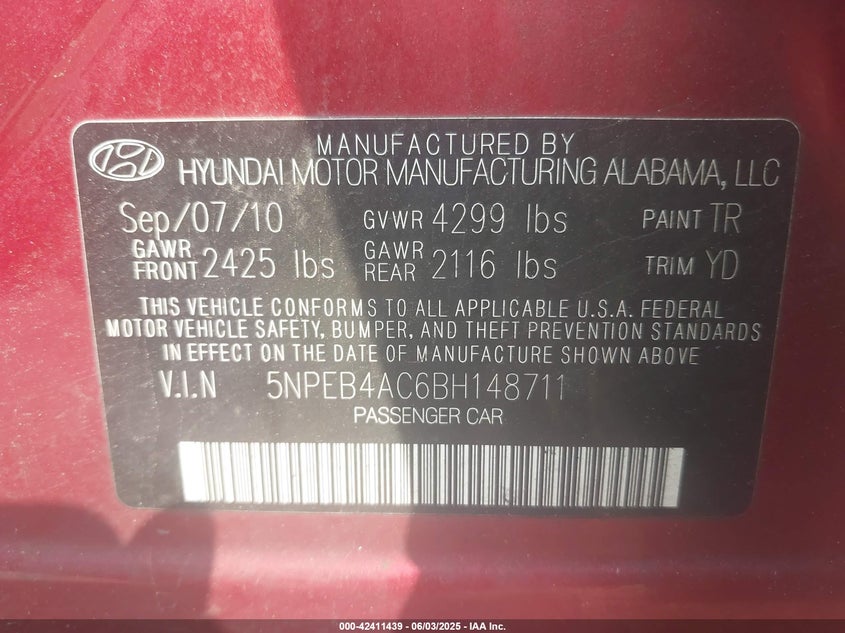 MANUFACTURED BY
HYUNDAI MOTOR MANUFACTURING ALABAMA, LLC
Sep/07/10 GVWR 4299 lbs PAINT TR
GAWR FRONT 2425 lbs GAWR REAR 2116 lbs TRIM YD
THIS VEHICLE CONFORMS TO ALL APPLICABLE U.S.A. FEDERAL
MOTOR VEHICLE SAFETY, BUMPER, AND THEFT PREVENTION STANDARDS
IN EFFECT ON THE DATE OF MANUFACTURE SHOWN ABOVE.
V.I.N 5NPEB4AC6BH148711
PASSENGER CAR
000-42411439 - 06/03/2025 - IAA Inc.